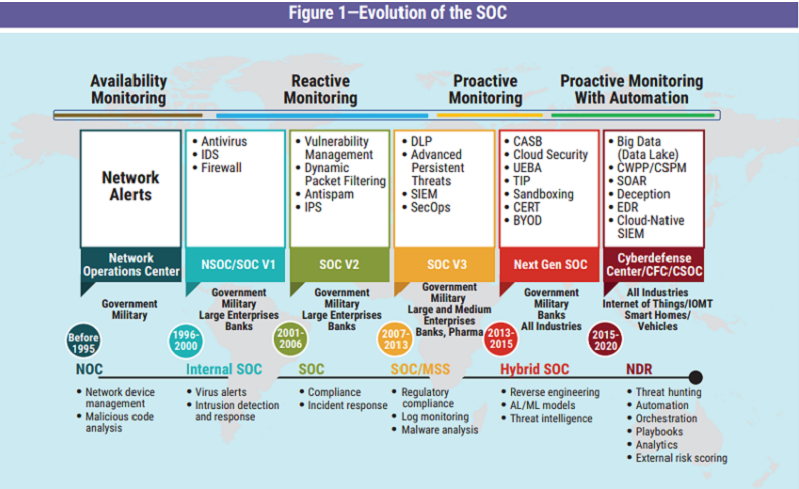 Figure 1—Evolution of the SOC
Availability
Monitoring
Reactive
Monitoring
Proactive
Monitoring
Proactive Monitoring
With Automation
Network
Alerts
• Antivirus
• IDS
• Firewall
• Vulnerability
Management
• Dynamic
Packet Filtering
• Antispam
• IPS
• DLP
• Advanced
Persistent
Threats
• SIEM
• SecOps
• CASB
• Cloud Security
• UEBA
• TIP
• Sandboxing
• CERT
• BYOD
• Big Data
(Data Lake)
• CWPP/CSPM
• SOAR
• Deception
• EDR
• Cloud-Native
SIEM
Network
Operations Center
NSOC/SOC V1
SOC V2
SOC V3
Next Gen SOC
Cyberdefense
Center/CFC/CSOC
Government
Military
Government
Military
Large Enterprises
Banks
Government
Military
Large Enterprises
Banks
Government
Military
Large and Medium
Enterprises
Banks, Pharma
Government
Military
Banks
All Industries
All Industries
Internet of Things/IOMT
Smart Homes/
Vehicles
Before
1995
1996-
2000
2001-
2006
2007-
2013
2013-
2015
2015-
2020
NOC
Internal SOC
SOC
SOC/MSS
Hybrid SOC
NDR
• Network device
management
• Malicious code
analysis
• Virus alerts
• Intrusion detection
and response
• Compliance
• Incident response
• Regulatory
compliance
• Log monitoring
• Malware analysis
• Reverse engineering
• AL/ML models
• Threat intelligence
• Threat hunting
• Automation
• Orchestration
• Playbooks
• Analytics
• External risk scoring